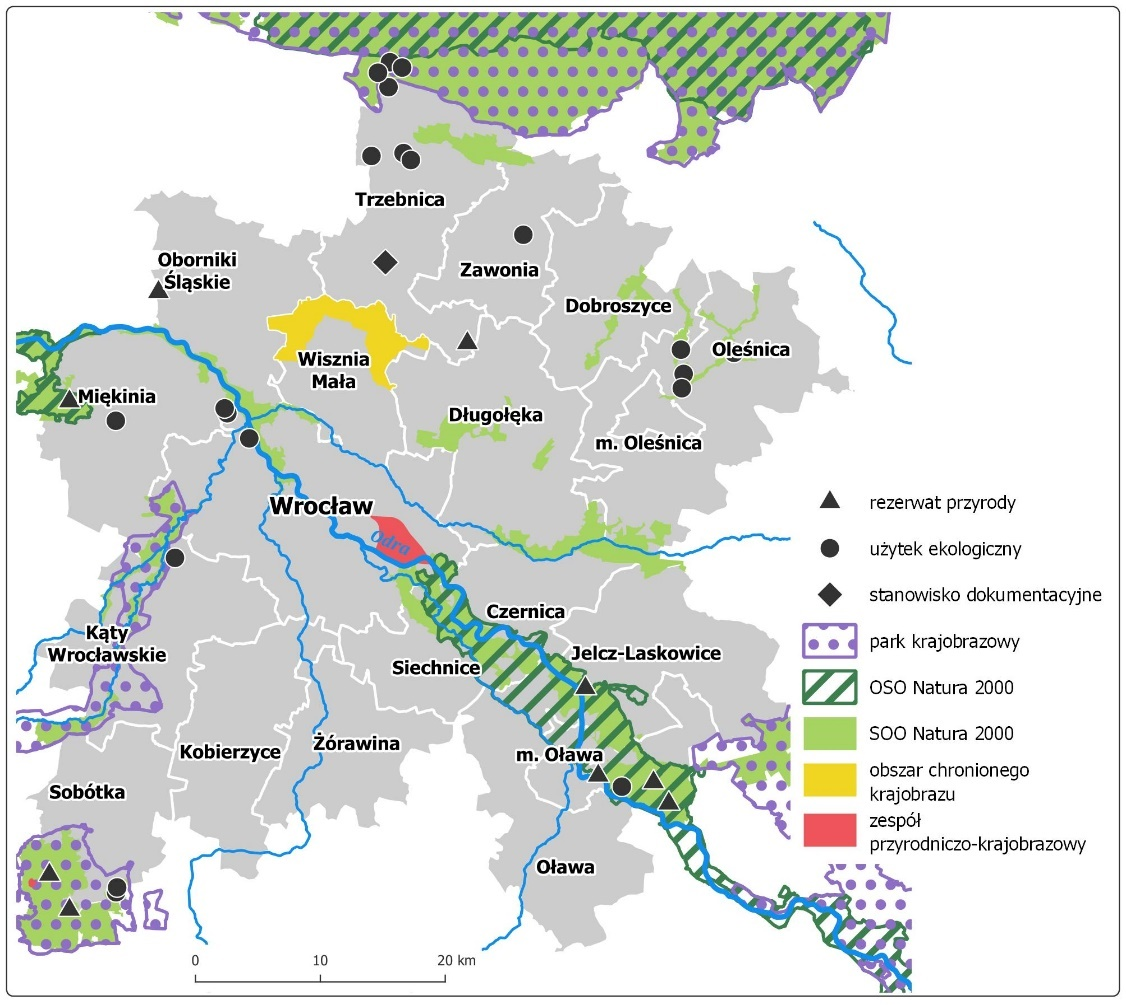 Trzebnica
Oborniki
Śląskie
Zawonia
Dobroszyce
Oleśnica
Wisznia
Mała
Miękinia
Długołęka
m. Oleśnica
Wrocław
Odra
rezerwat przyrody
użytek ekologiczny
stanowisko dokumentacyjne
park krajobrazowy
OSO Natura 2000
SOO Natura 2000
obszar chronionego
krajobrazu
zespół
przyrodniczo-krajobrazowy
Czernica
Kąty
Wrocławskie
Siechnice
Jelcz-Laskowice
Kobierzyce
Żórawina
m. Oława
Sobótka
Oława
0 10 20 km